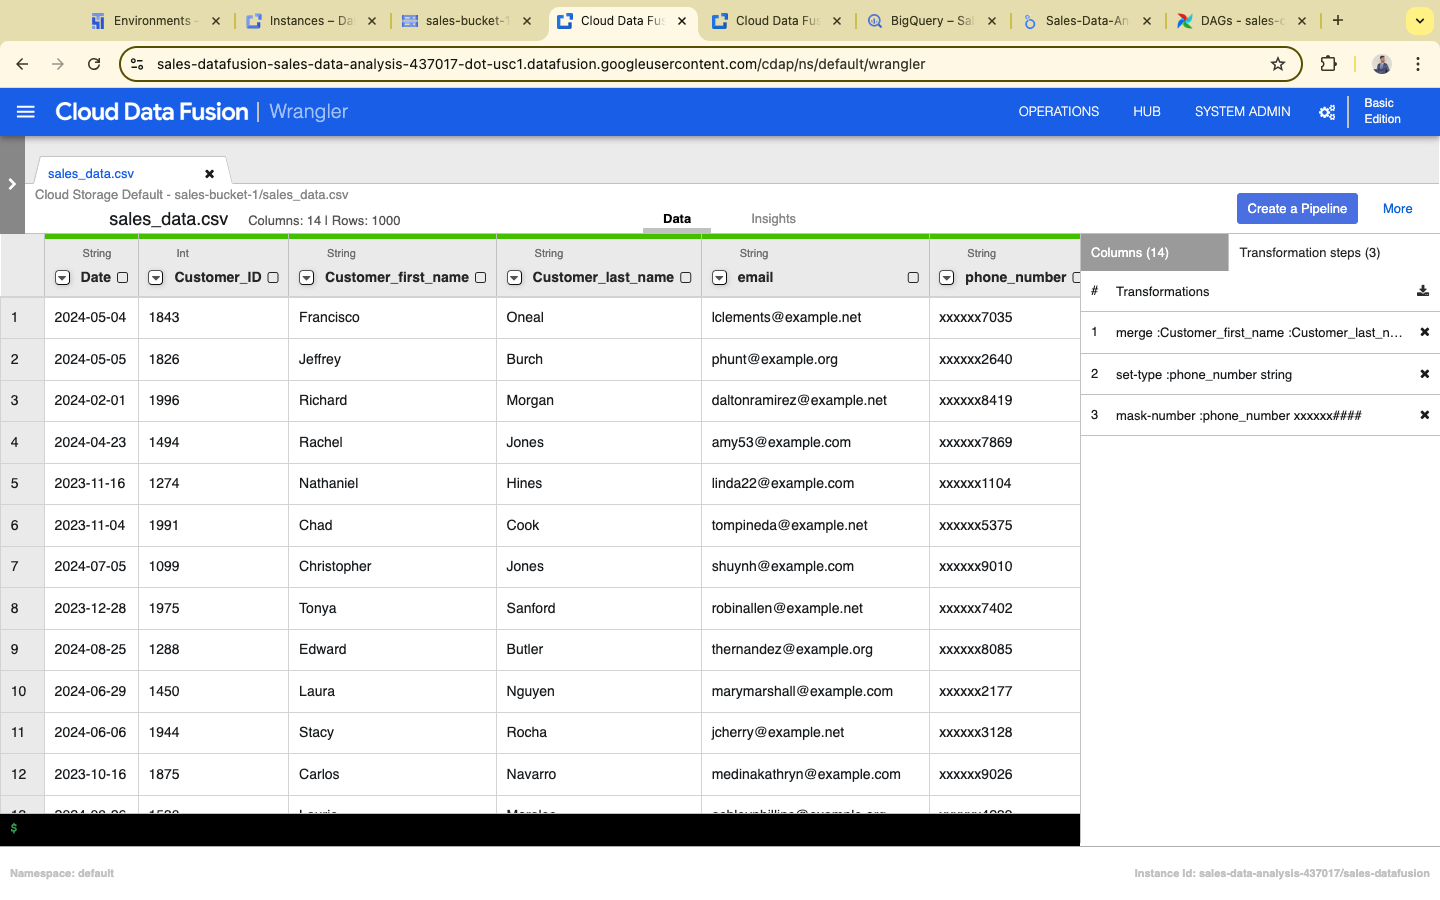 Environments –
Instances – Da
sales-bucket-1
Cloud Data Fus
Cloud Data Fus
BigQuery – Sal
Sales-Data-An
DAGs - sales-c
sales-datafusion-sales-data-analysis-437017-dot-usc1.datafusion.googleusercontent.com/cdap/ns/default/wrangler
Cloud Data Fusion | Wrangler
OPERATIONS
HUB
SYSTEM ADMIN
Basic
Edition
sales_data.csv
Cloud Storage Default - sales-bucket-1/sales_data.csv
sales_data.csv Columns: 14 | Rows: 1000
Data
Insights
Create a Pipeline
More
String Int String String String String
Date Customer_ID Customer_first_name Customer_last_name email phone_number
1 2024-05-04 1843 Francisco Oneal lclements@example.net xxxxxx7035
2 2024-05-05 1826 Jeffrey Burch phunt@example.org xxxxxx2640
3 2024-02-01 1996 Richard Morgan daltonramirez@example.net xxxxxx8419
4 2024-04-23 1494 Rachel Jones amy53@example.com xxxxxx7869
5 2023-11-16 1274 Nathaniel Hines linda22@example.com xxxxxx1104
6 2023-11-04 1991 Chad Cook tompineda@example.net xxxxxx5375
7 2024-07-05 1099 Christopher Jones shuynh@example.com xxxxxx9010
8 2023-12-28 1975 Tonya Sanford robinallen@example.net xxxxxx7402
9 2024-08-25 1288 Edward Butler thernandez@example.org xxxxxx8085
10 2024-06-29 1450 Laura Nguyen marymarshall@example.com xxxxxx2177
11 2024-06-06 1944 Stacy Rocha jcherry@example.net xxxxxx3128
12 2023-10-16 1875 Carlos Navarro medinakathryn@example.com xxxxxx9026
$
Columns (14)
Transformation steps (3)
# Transformations
1 merge :Customer_first_name :Customer_last_n...
2 set-type :phone_number string
3 mask-number :phone_number xxxxxx####
Namespace: default
Instance Id: sales-data-analysis-437017/sales-datafusion